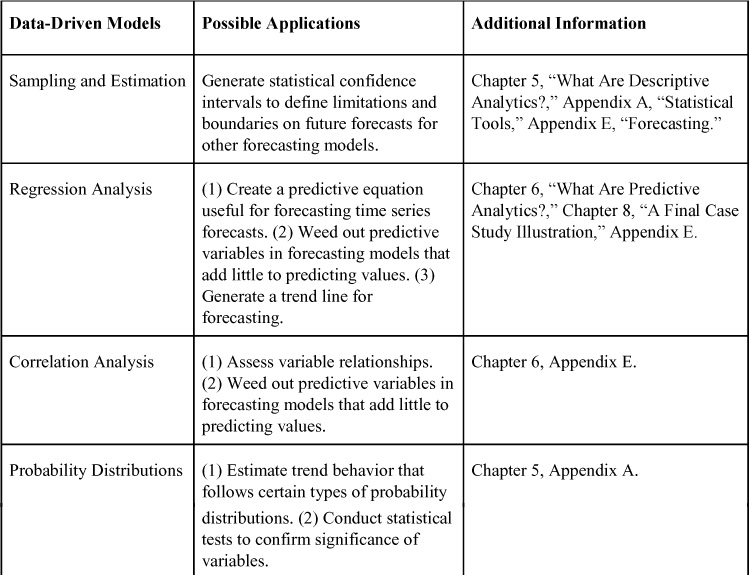 Data-Driven Models
Possible Applications
Additional Information
Sampling and Estimation
Generate statistical confidence
intervals to define limitations and
boundaries on future forecasts for
other forecasting models.
Chapter 5, “What Are Descriptive
Analytics?,” Appendix A, “Statistical
Tools,” Appendix E, “Forecasting.”
Regression Analysis
(1) Create a predictive equation
useful for forecasting time series
forecasts. (2) Weed out predictive
variables in forecasting models that
add little to predicting values. (3)
Generate a trend line for
forecasting.
Chapter 6, “What Are Predictive
Analytics?,” Chapter 8, “A Final Case
Study Illustration,” Appendix E.
Correlation Analysis
(1) Assess variable relationships.
(2) Weed out predictive variables in
forecasting models that add little to
predicting values.
Chapter 6, Appendix E.
Probability Distributions
(1) Estimate trend behavior that
follows certain types of probability
distributions. (2) Conduct statistical
tests to confirm significance of
variables.
Chapter 5, Appendix A.